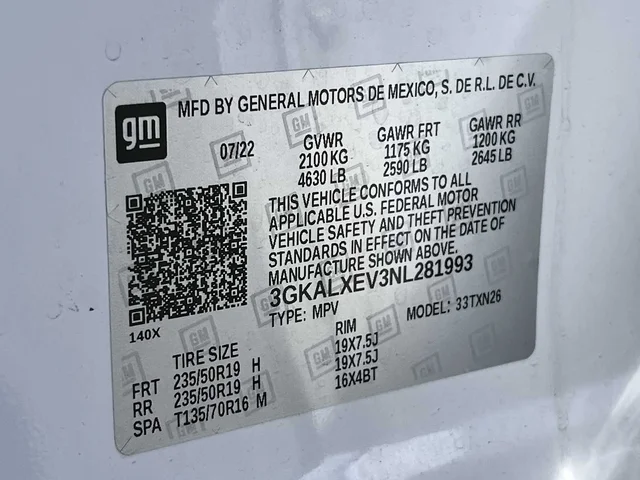 gm
MFD BY GENERAL MOTORS DE MEXICO, S. DE R.L. DE C.V.
07/22 GVWR GAWR FRT GAWR RR
2100 KG 1175 KG 1200 KG
4630 LB 2590 LB 2645 LB
THIS VEHICLE CONFORMS TO ALL
APPLICABLE U.S. FEDERAL MOTOR
VEHICLE SAFETY AND THEFT PREVENTION
STANDARDS IN EFFECT ON THE DATE OF
MANUFACTURE SHOWN ABOVE.
3GKALXEV3NL281993
TYPE: MPV MODEL: 33TXN26
140X
TIRE SIZE RIM
FRT 235/50R19 H 19X7.5J
RR 235/50R19 H 19X7.5J
SPA T135/70R16 M 16X4BT